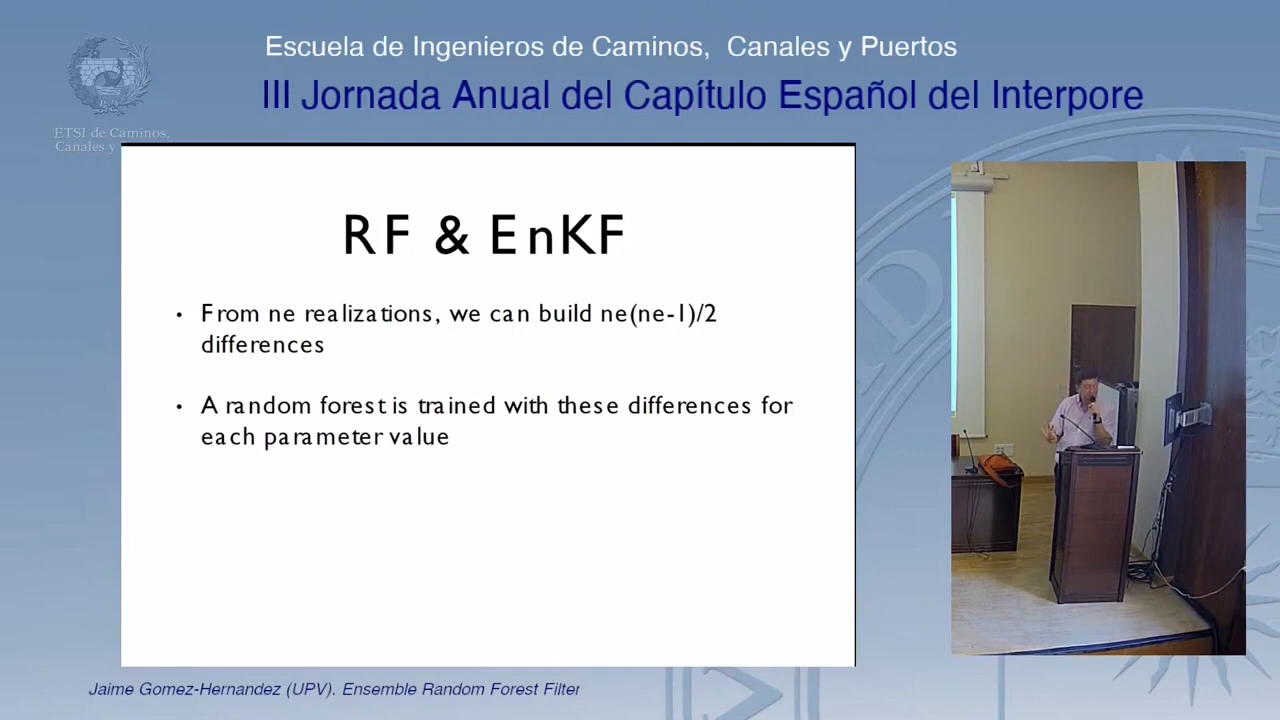 Escuela de Ingenieros de Caminos, Canales y Puertos
III Jornada Anual del Capítulo Español del Interpore
ETSI de Caminos,
Canales y
RF & EnKF
• From ne realizations, we can build ne(ne-1)/2
differences
• A random forest is trained with these differences for
each parameter value
Jaime Gomez-Hernandez (UPV). Ensemble Random Forest Filter